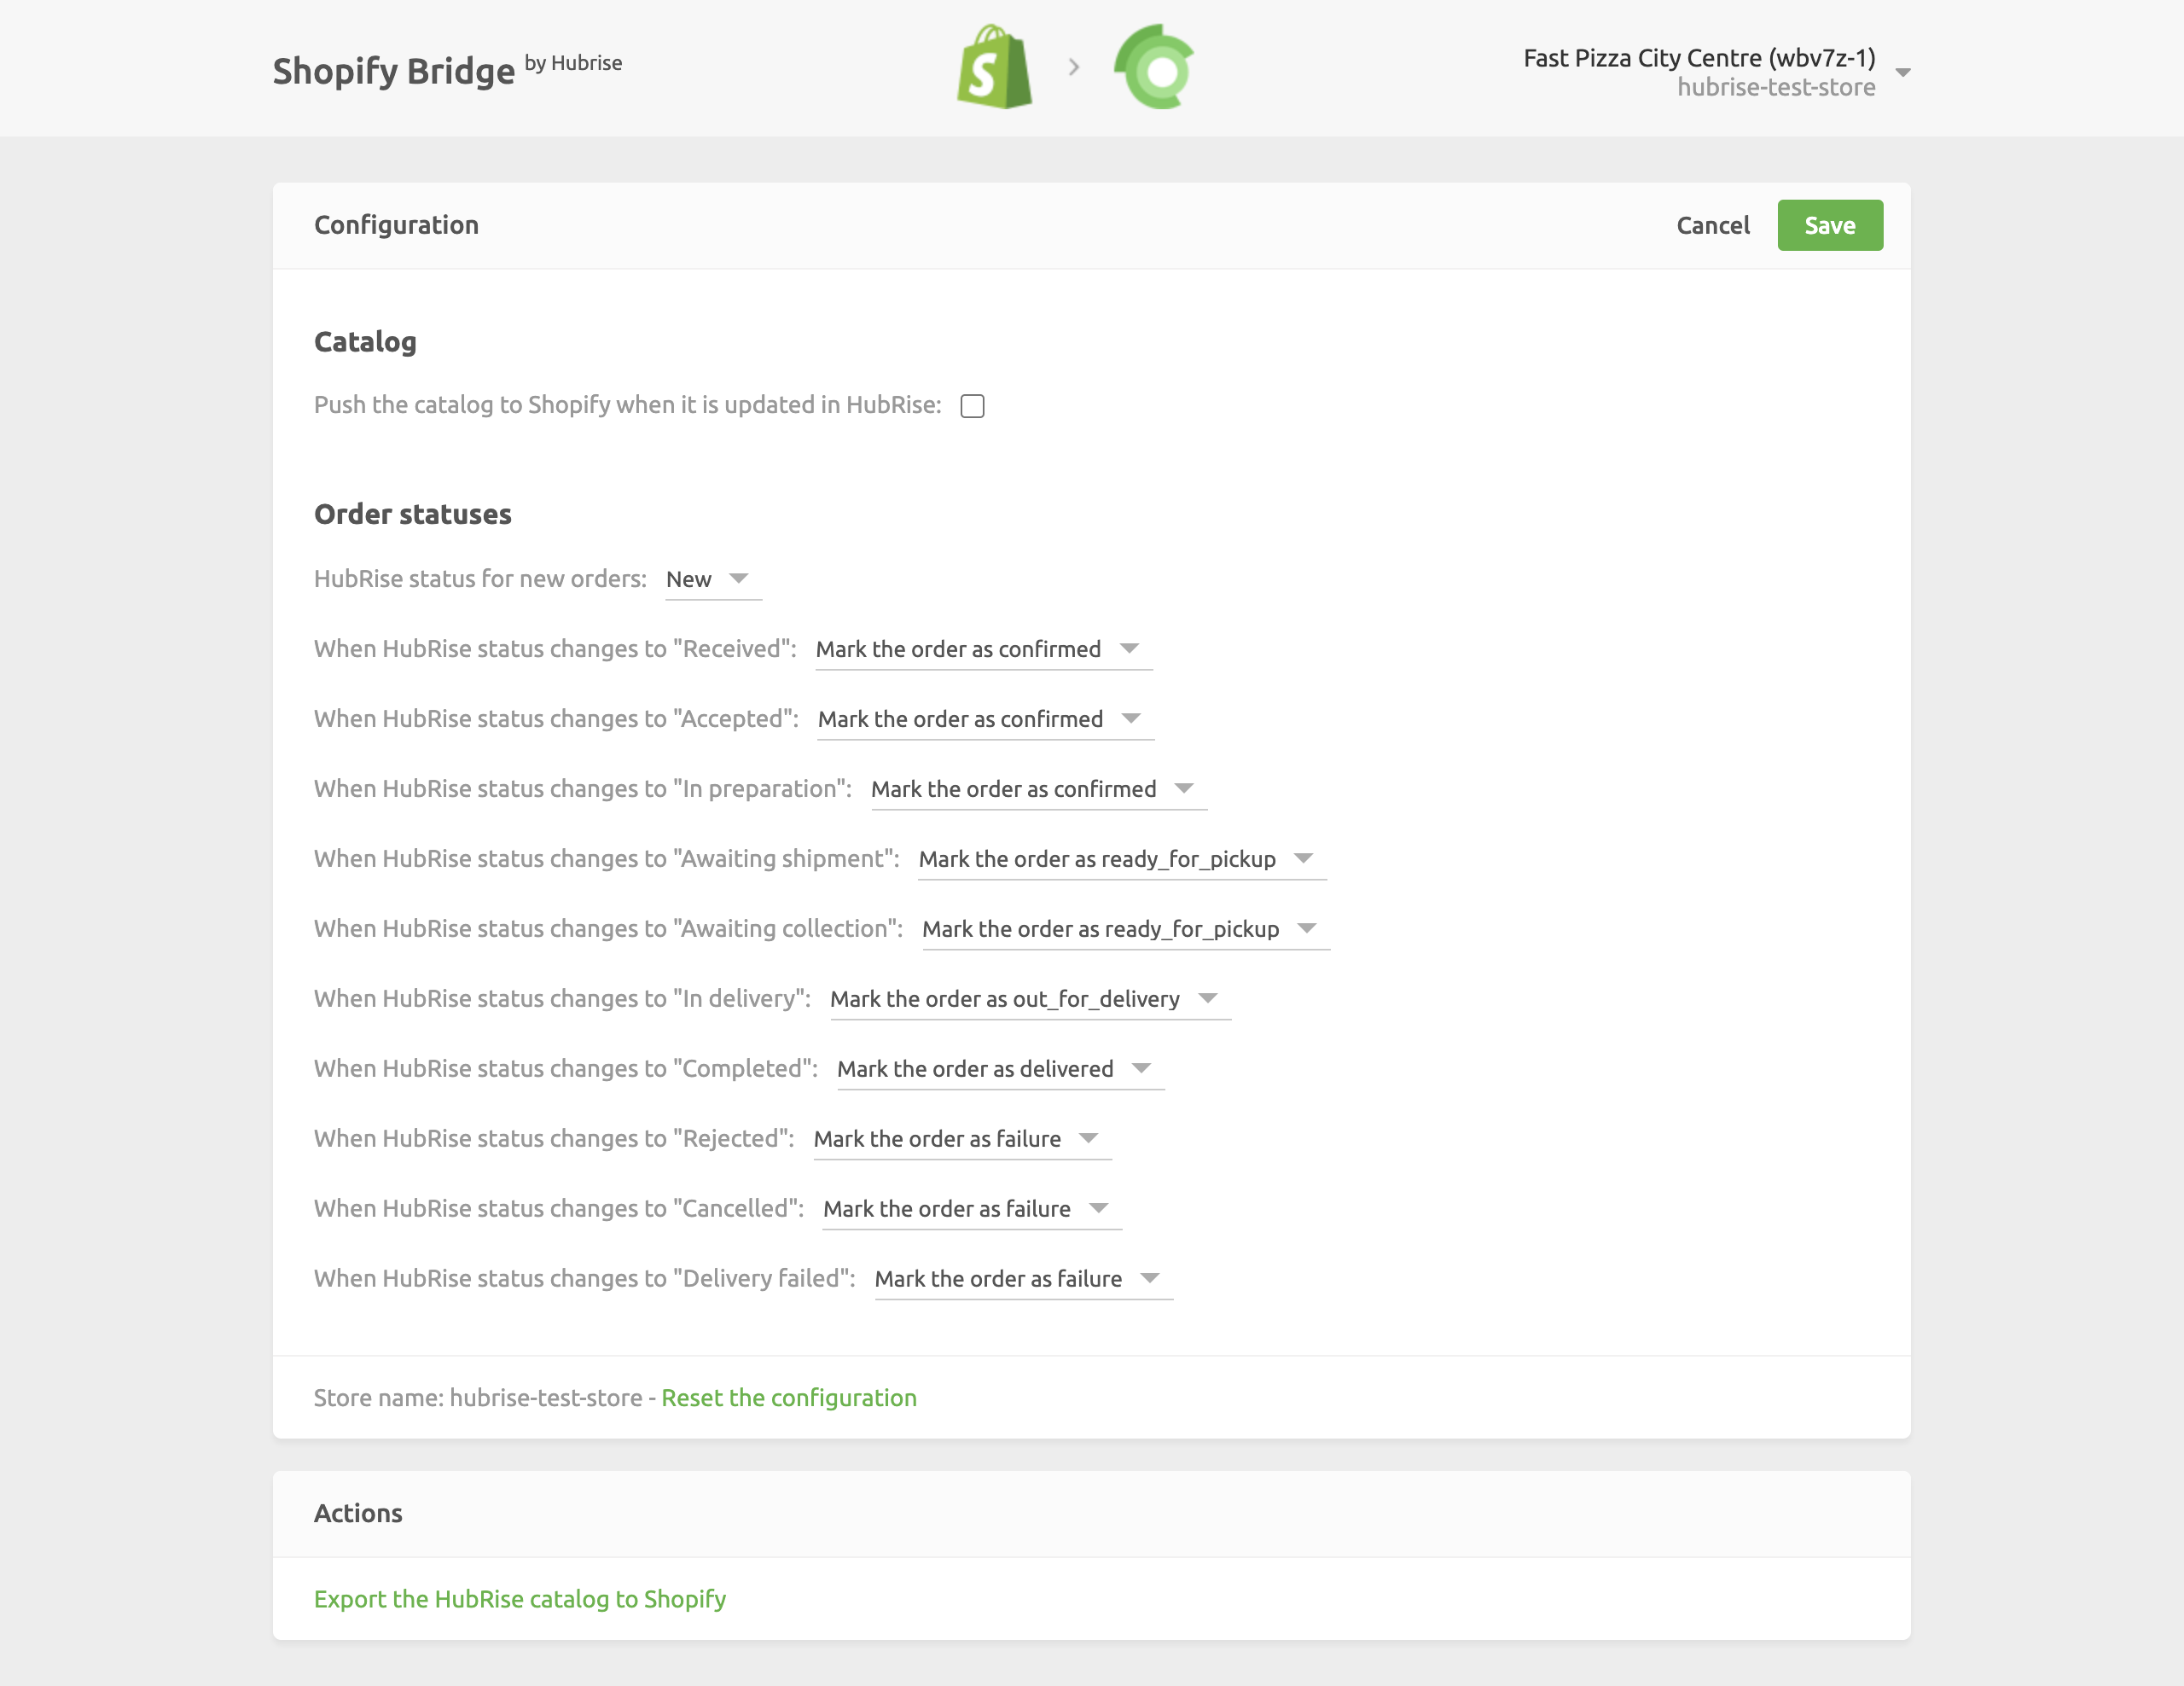 Shopify Bridge by Hubrise
S
Fast Pizza City Centre (wbv7z-1)
hubrise-test-store
Configuration
Cancel
Save
Catalog
Push the catalog to Shopify when it is updated in HubRise:
Order statuses
HubRise status for new orders: New
When HubRise status changes to "Received": Mark the order as confirmed
When HubRise status changes to "Accepted": Mark the order as confirmed
When HubRise status changes to "In preparation": Mark the order as confirmed
When HubRise status changes to "Awaiting shipment": Mark the order as ready_for_pickup
When HubRise status changes to "Awaiting collection": Mark the order as ready_for_pickup
When HubRise status changes to "In delivery": Mark the order as out_for_delivery
When HubRise status changes to "Completed": Mark the order as delivered
When HubRise status changes to "Rejected": Mark the order as failure
When HubRise status changes to "Cancelled": Mark the order as failure
When HubRise status changes to "Delivery failed": Mark the order as failure
Store name: hubrise-test-store - Reset the configuration
Actions
Export the HubRise catalog to Shopify